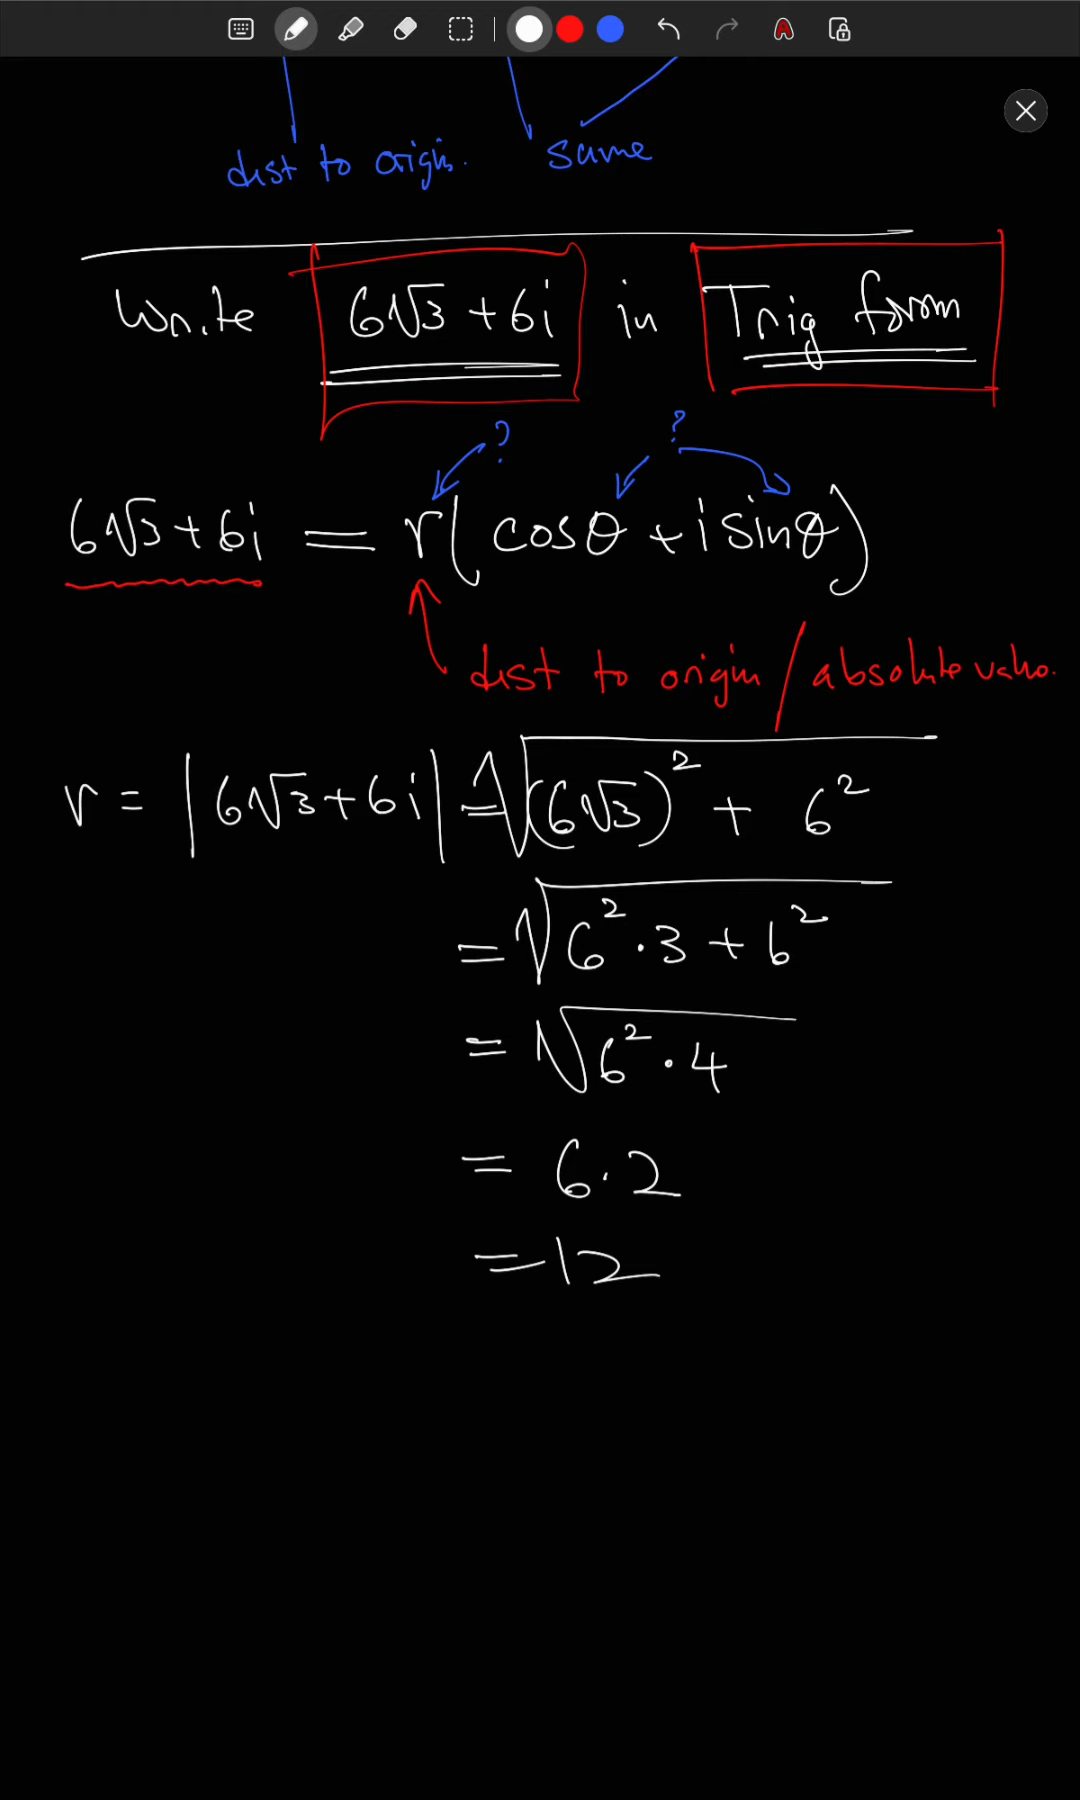 dist to origin. same
Write 6√3 + 6i in Trig form
? ?
6√3 + 6i = r( cosθ + i sinθ )
dist to origin / absolute value.
r = | 6√3 + 6i | = √((6√3)² + 6²)
= √(6² · 3 + 6²)
= √(6² · 4)
= 6 · 2
= 12